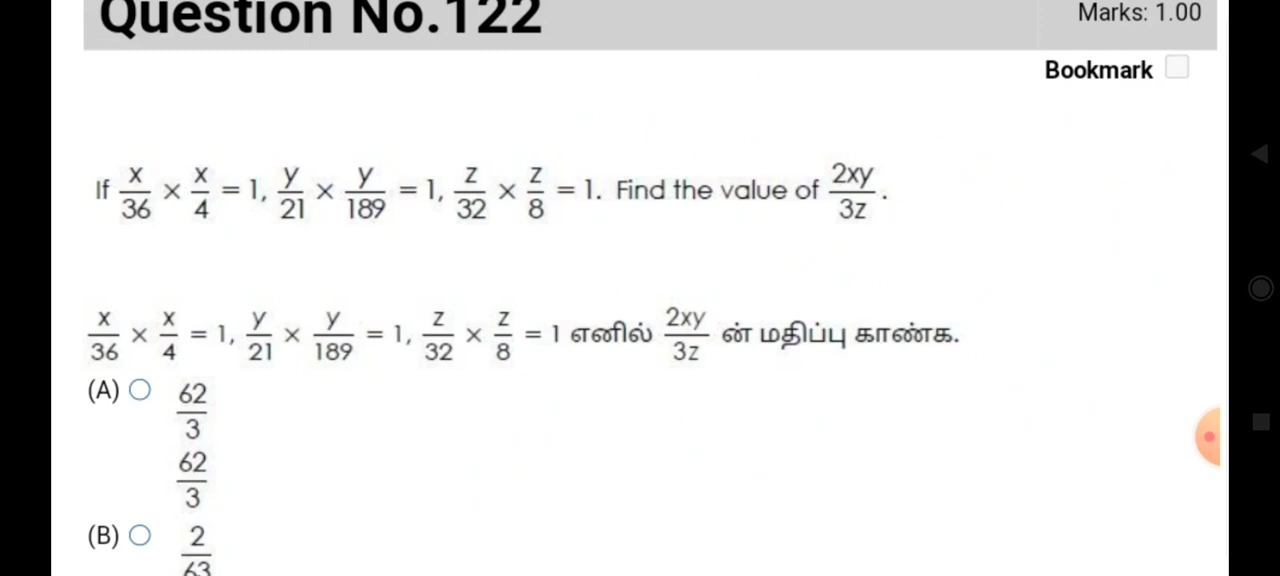 Question No.122
Marks: 1.00
Bookmark
If x/36 × x/4 = 1, y/21 × y/189 = 1, z/32 × z/8 = 1. Find the value of 2xy/3z.
x/36 × x/4 = 1, y/21 × y/189 = 1, z/32 × z/8 = 1 எனில் 2xy/3z ன் மதிப்பு காண்க.
(A) 62/3
62/3
(B) 2/63